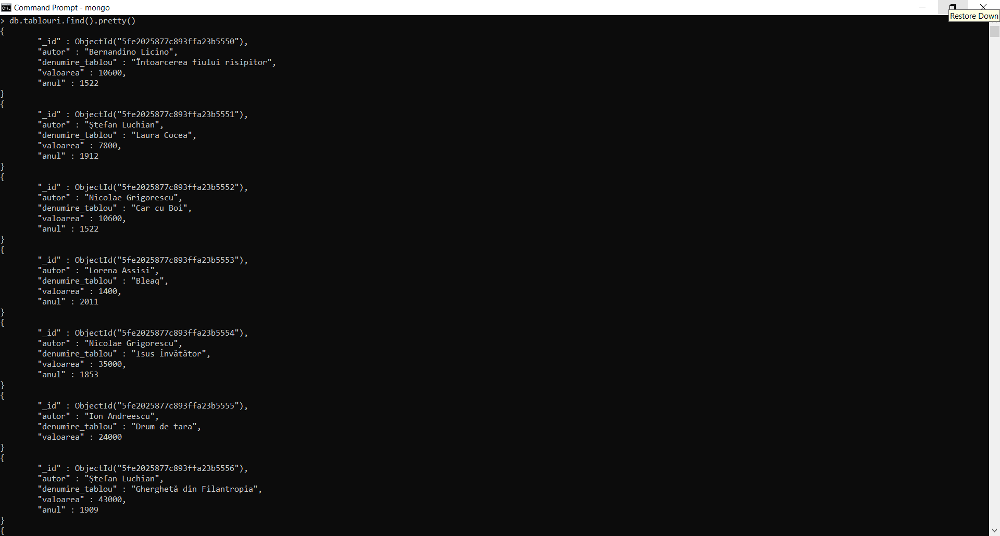 Command Prompt - mongo
Restore Down
> db.tablouri.find().pretty()
{
"_id" : ObjectId("5fe2025877c893ffa23b5550"),
"autor" : "Bernandino Licino",
"denumire_tablou" : "Întoarcerea fiului risipitor",
"valoarea" : 10600,
"anul" : 1522
}
{
"_id" : ObjectId("5fe2025877c893ffa23b5551"),
"autor" : "Ștefan Luchian",
"denumire_tablou" : "Laura Cocea",
"valoarea" : 7800,
"anul" : 1912
}
{
"_id" : ObjectId("5fe2025877c893ffa23b5552"),
"autor" : "Nicolae Grigorescu",
"denumire_tablou" : "Car cu Boi",
"valoarea" : 10600,
"anul" : 1522
}
{
"_id" : ObjectId("5fe2025877c893ffa23b5553"),
"autor" : "Lorena Assisi",
"denumire_tablou" : "Bleaq",
"valoarea" : 1400,
"anul" : 2011
}
{
"_id" : ObjectId("5fe2025877c893ffa23b5554"),
"autor" : "Nicolae Grigorescu",
"denumire_tablou" : "Isus Învătător",
"valoarea" : 35000,
"anul" : 1853
}
{
"_id" : ObjectId("5fe2025877c893ffa23b5555"),
"autor" : "Ion Andreescu",
"denumire_tablou" : "Drum de tara",
"valoarea" : 24000
}
{
"_id" : ObjectId("5fe2025877c893ffa23b5556"),
"autor" : "Ștefan Luchian",
"denumire_tablou" : "Gherghetă din Filantropia",
"valoarea" : 43000,
"anul" : 1909
}
{